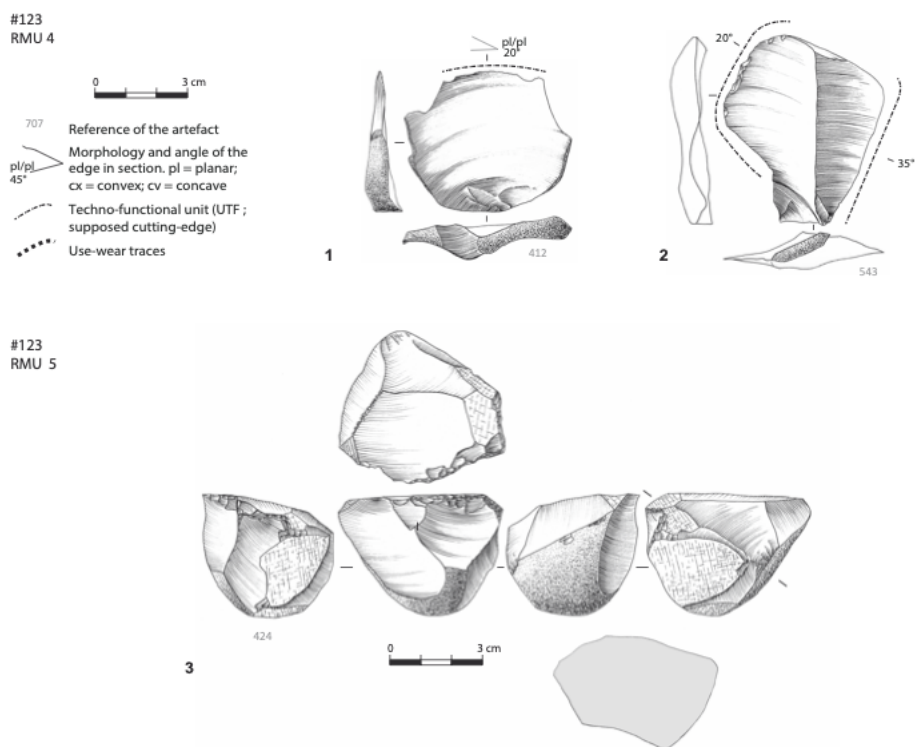 #123
RMU 4
0 3 cm
707 Reference of the artefact
Morphology and angle of the
edge in section. pl = planar;
cx = convex; cv = concave
pl/pl
45°
Techno-functional unit (UTF ;
supposed cutting-edge)
Use-wear traces
pl/pl
20°
1
412
20°
35°
2
543
#123
RMU 5
424
0 3 cm
3